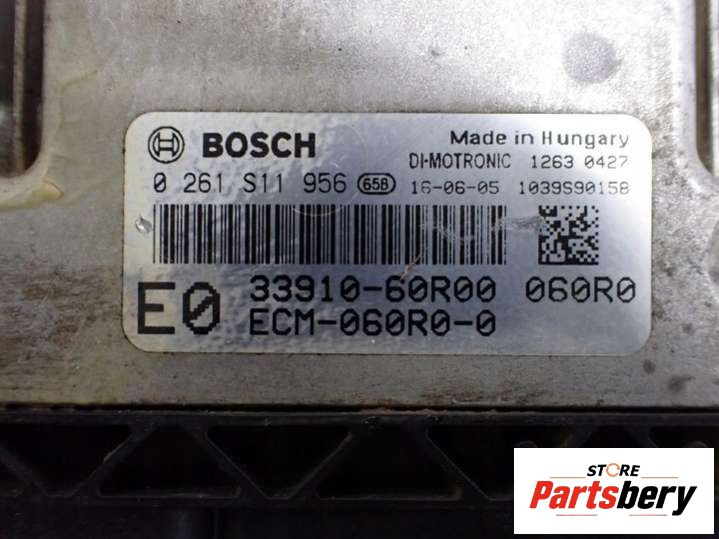 BOSCH
Made in Hungary
DI-MOTRONIC 1263 0427
0 261 S11 956 65B 16-06-05 1039S90158
E0
33910-60R00 060R0
ECM-060R0-0
STORE
Partsbery